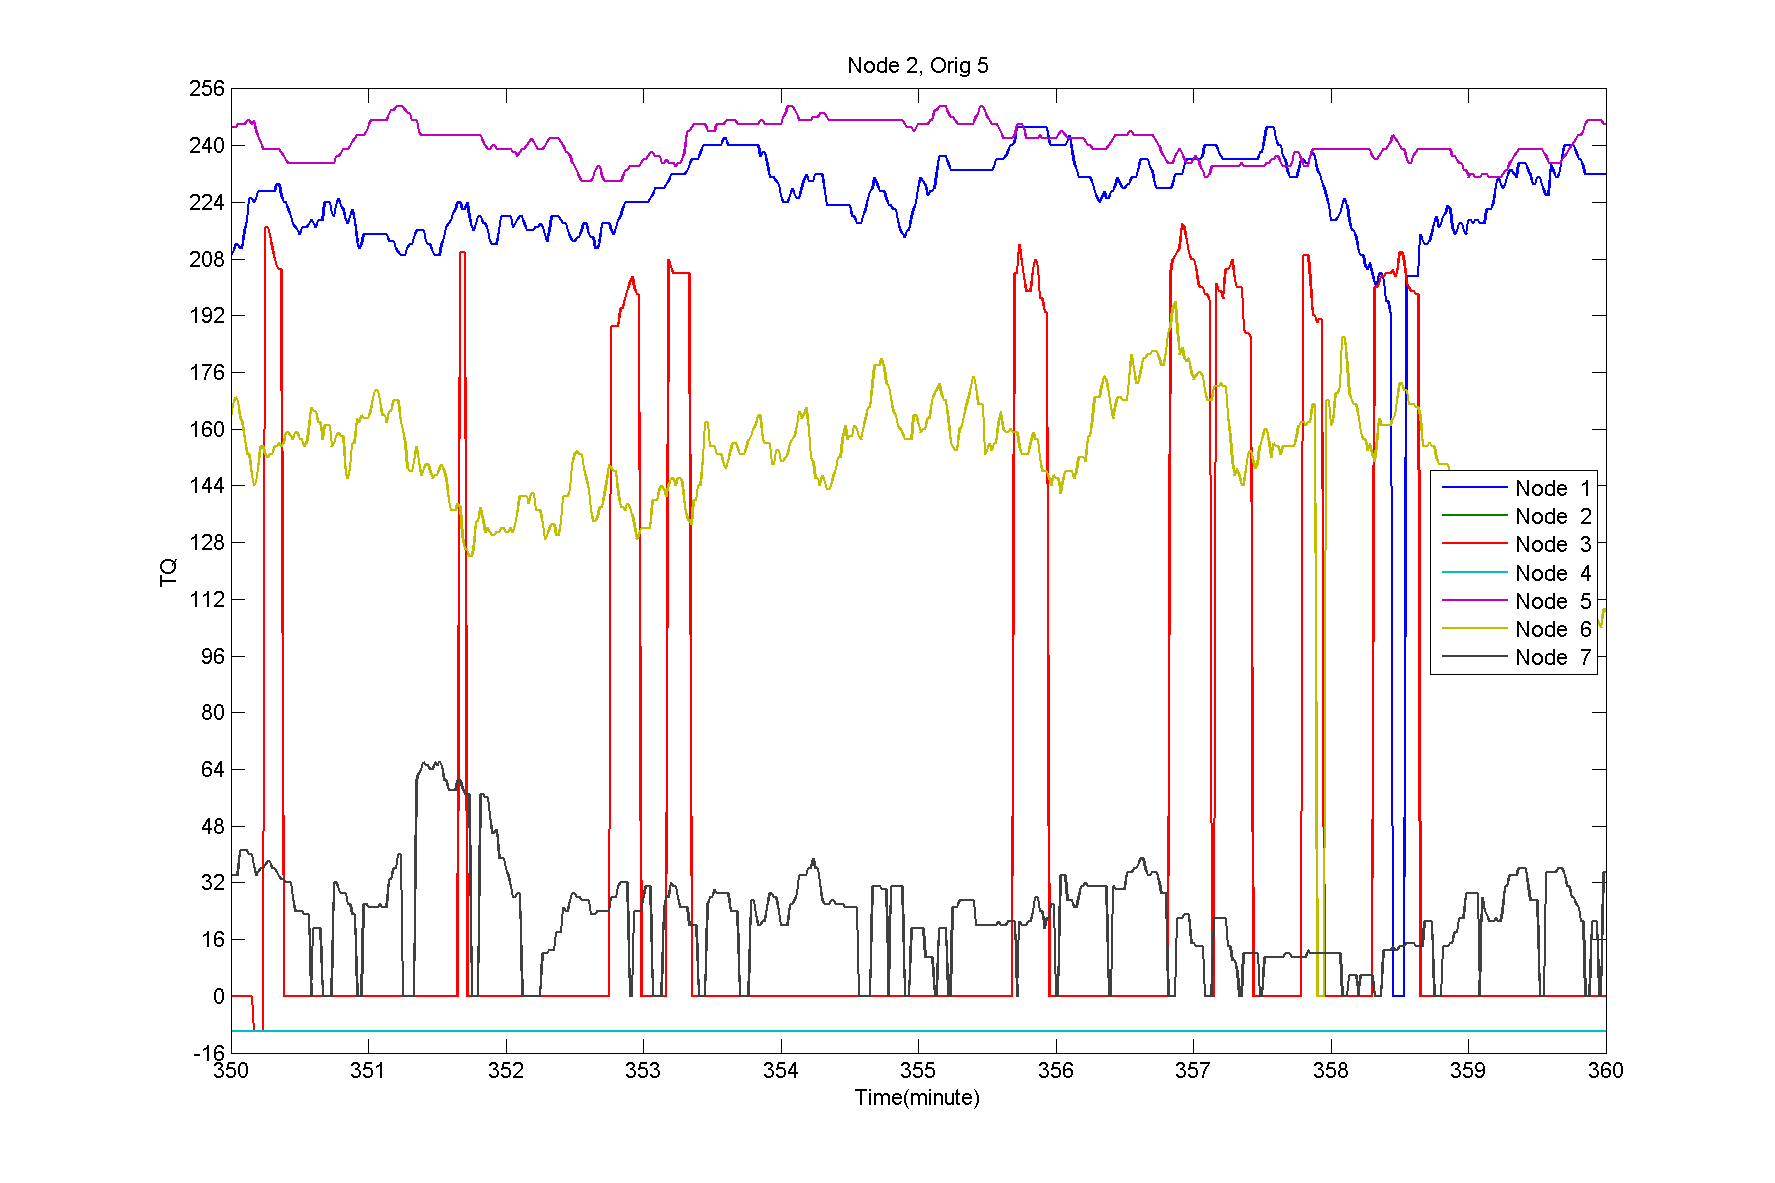 Node 2, Orig 5
256
240
224
208
192
176
160
144
128
112
96
80
64
48
32
16
0
-16
TQ
350 351 352 353 354 355 356 357 358 359 360
Time(minute)
Node 1
Node 2
Node 3
Node 4
Node 5
Node 6
Node 7